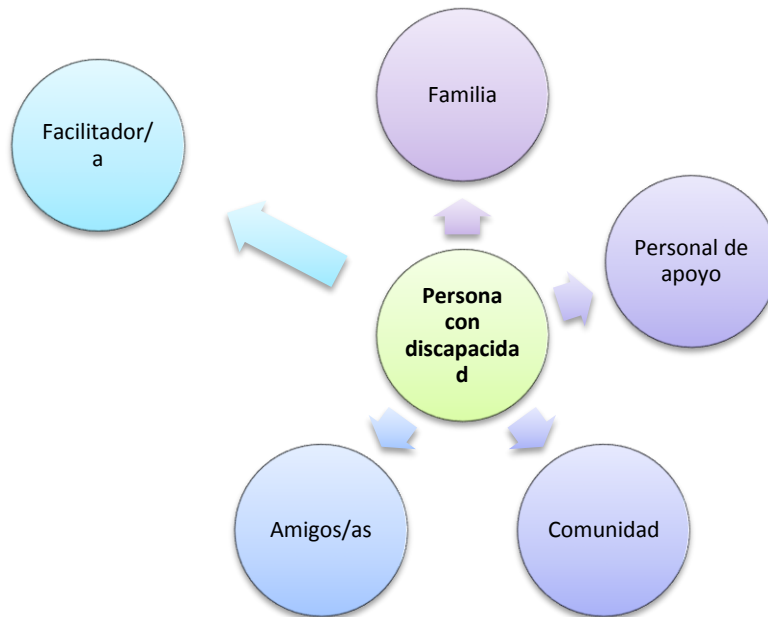 Familia
Facilitador/
a
Personal de
apoyo
Persona
con
discapacida
d
Amigos/as
Comunidad